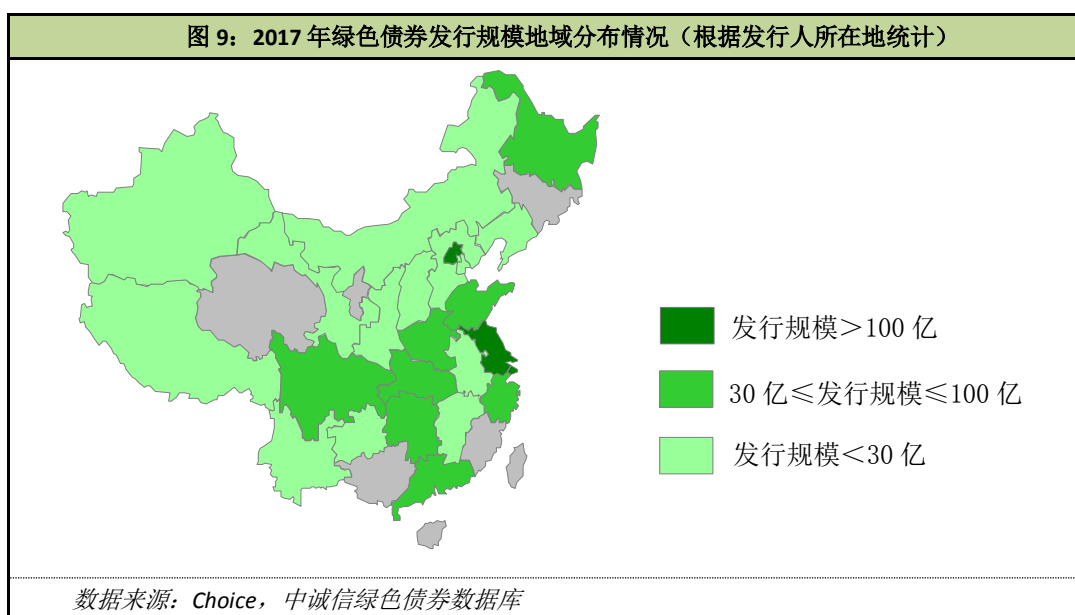 图 9：2017 年绿色债券发行规模地域分布情况（根据发行人所在地统计）
发行规模＞100 亿
30 亿≤发行规模≤100 亿
发行规模＜30 亿
数据来源：Choice，中诚信绿色债券数据库